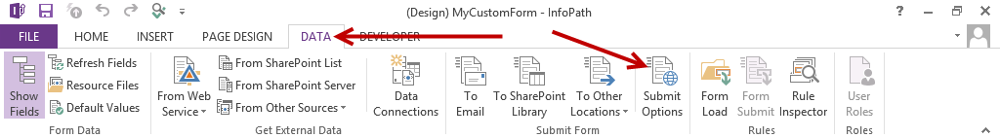 (Design) MyCustomForm - InfoPath
FILE HOME INSERT PAGE DESIGN DATA DEVELOPER
Show Fields
Refresh Fields
Resource Files
Default Values
From Web Service
From SharePoint List
From SharePoint Server
From Other Sources
Data Connections
To Email
To SharePoint Library
To Other Locations
Submit Options
Form Load
Form Submit
Rule Inspector
User Roles
Form Data Get External Data Submit Form Rules Roles